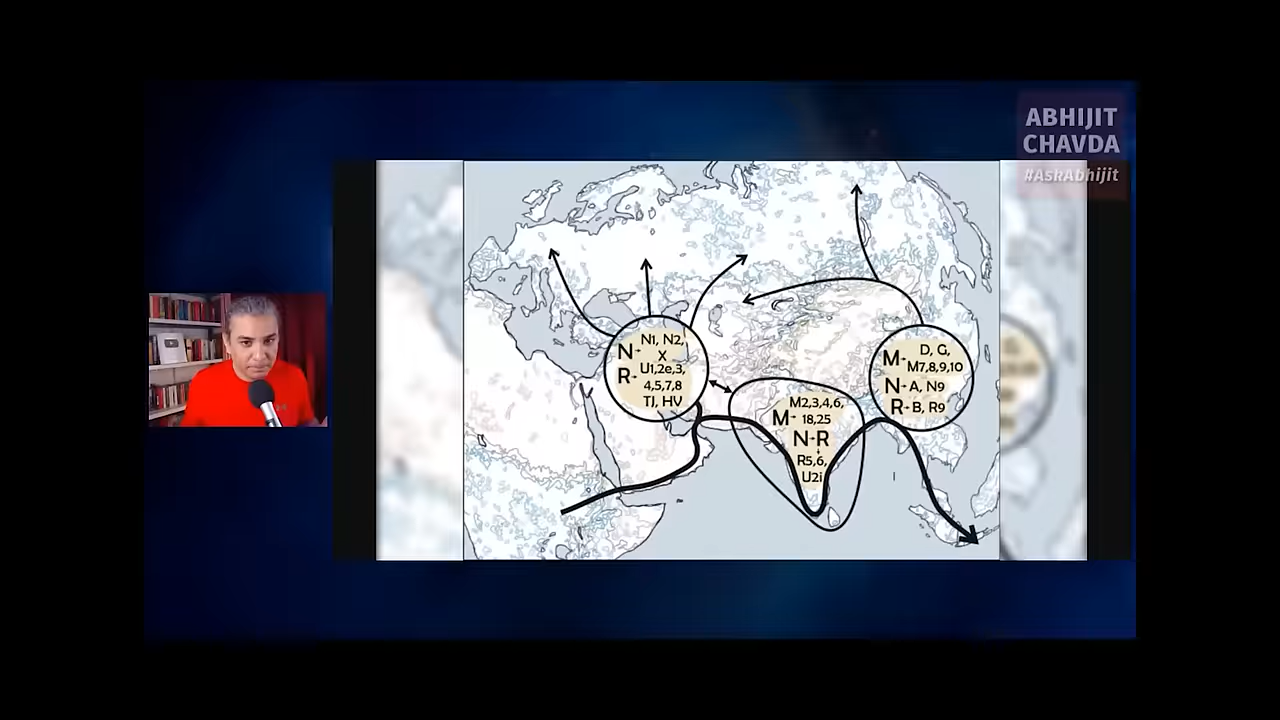 ABHIJIT
CHAVDA
#AskAbhijit
N→ N1, N2,
X
R→ U1,2e,3,
4,5,7,8
TJ, HV
M→ M2,3,4,6,
18,25
N→R
R5,6,
U2i
M→ D, G,
M7,8,9,10
N→A, N9
R→B, R9